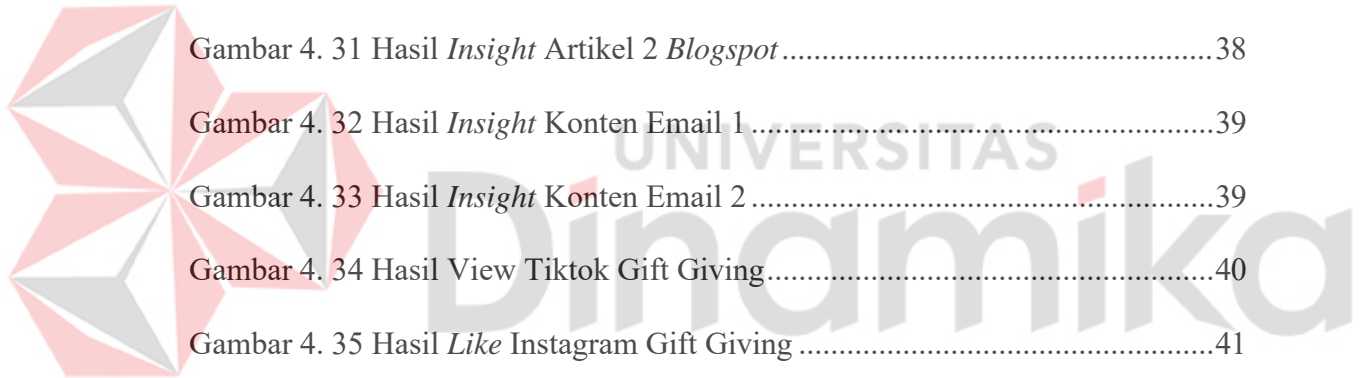 Gambar 4. 31 Hasil Insight Artikel 2 Blogspot ........................................................... 38
Gambar 4. 32 Hasil Insight Konten Email 1 ............................................................... 39
UNIVERSITAS
Gambar 4. 33 Hasil Insight Konten Email 2 ............................................................... 39
Dinamika
Gambar 4. 34 Hasil View Tiktok Gift Giving ............................................................. 40
Gambar 4. 35 Hasil Like Instagram Gift Giving ......................................................... 41